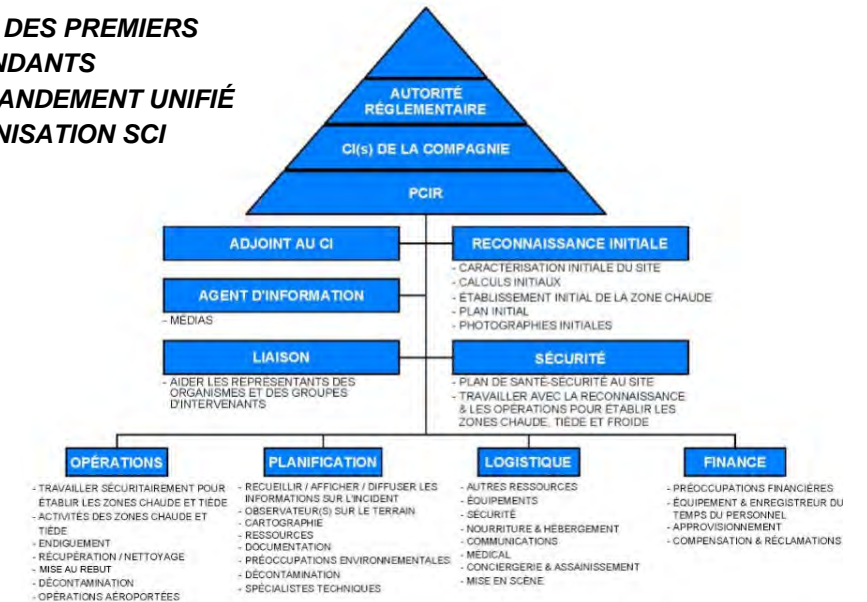 DES PREMIERS
NDANTS
ANDEMENT UNIFIÉ
NISATION SCI
AUTORITÉ
RÉGLEMENTAIRE
CI(s) DE LA COMPAGNIE
PCIR
ADJOINT AU CI
RECONNAISSANCE INITIALE
- CARACTÉRISATION INITIALE DU SITE
- CALCULS INITIAUX
- ÉTABLISSEMENT INITIAL DE LA ZONE CHAUDE
- PLAN INITIAL
- PHOTOGRAPHIES INITIALES
AGENT D'INFORMATION
- MÉDIAS
LIAISON
- AIDER LES REPRÉSENTANTS DES
ORGANISMES ET DES GROUPES
D'INTERVENANTS
SÉCURITÉ
- PLAN DE SANTÉ-SÉCURITÉ AU SITE
- TRAVAILLER AVEC LA RECONNAISSANCE
& LES OPÉRATIONS POUR ÉTABLIR LES
ZONES CHAUDE, TIÈDE ET FROIDE
OPÉRATIONS
- TRAVAILLER SÉCURITAIREMENT POUR
ÉTABLIR LES ZONES CHAUDE ET TIÈDE
- ACTIVITÉS DES ZONES CHAUDE ET
TIÈDE
- ENDIGUEMENT
- RÉCUPÉRATION / NETTOYAGE
- MISE AU REBUT
- DÉCONTAMINATION
- OPÉRATIONS AÉROPORTÉES
PLANIFICATION
- RECUEILLIR / AFFICHER / DIFFUSER LES
INFORMATIONS SUR L'INCIDENT
- OBSERVATEUR(S) SUR LE TERRAIN
- CARTOGRAPHIE
- RESSOURCES
- DOCUMENTATION
- PRÉOCCUPATIONS ENVIRONNEMENTALES
- DÉCONTAMINATION
- SPÉCIALISTES TECHNIQUES
LOGISTIQUE
- AUTRES RESSOURCES
- ÉQUIPEMENTS
- SÉCURITÉ
- NOURRITURE & HÉBERGEMENT
- COMMUNICATIONS
- MÉDICAL
- CONCIERGERIE & ASSAINISSEMENT
- MISE EN SCÈNE
FINANCE
- PRÉOCCUPATIONS FINANCIÈRES
- ÉQUIPEMENT & ENREGISTREUR DU
TEMPS DU PERSONNEL
- APPROVISIONNEMENT
- COMPENSATION & RÉCLAMATIONS